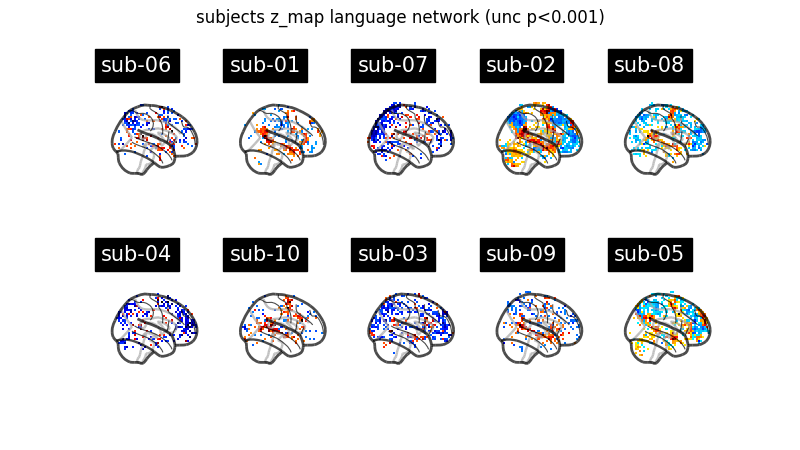 subjects z_map language network (unc p<0.001)
sub-06 sub-01 sub-07 sub-02 sub-08
sub-04 sub-10 sub-03 sub-09 sub-05